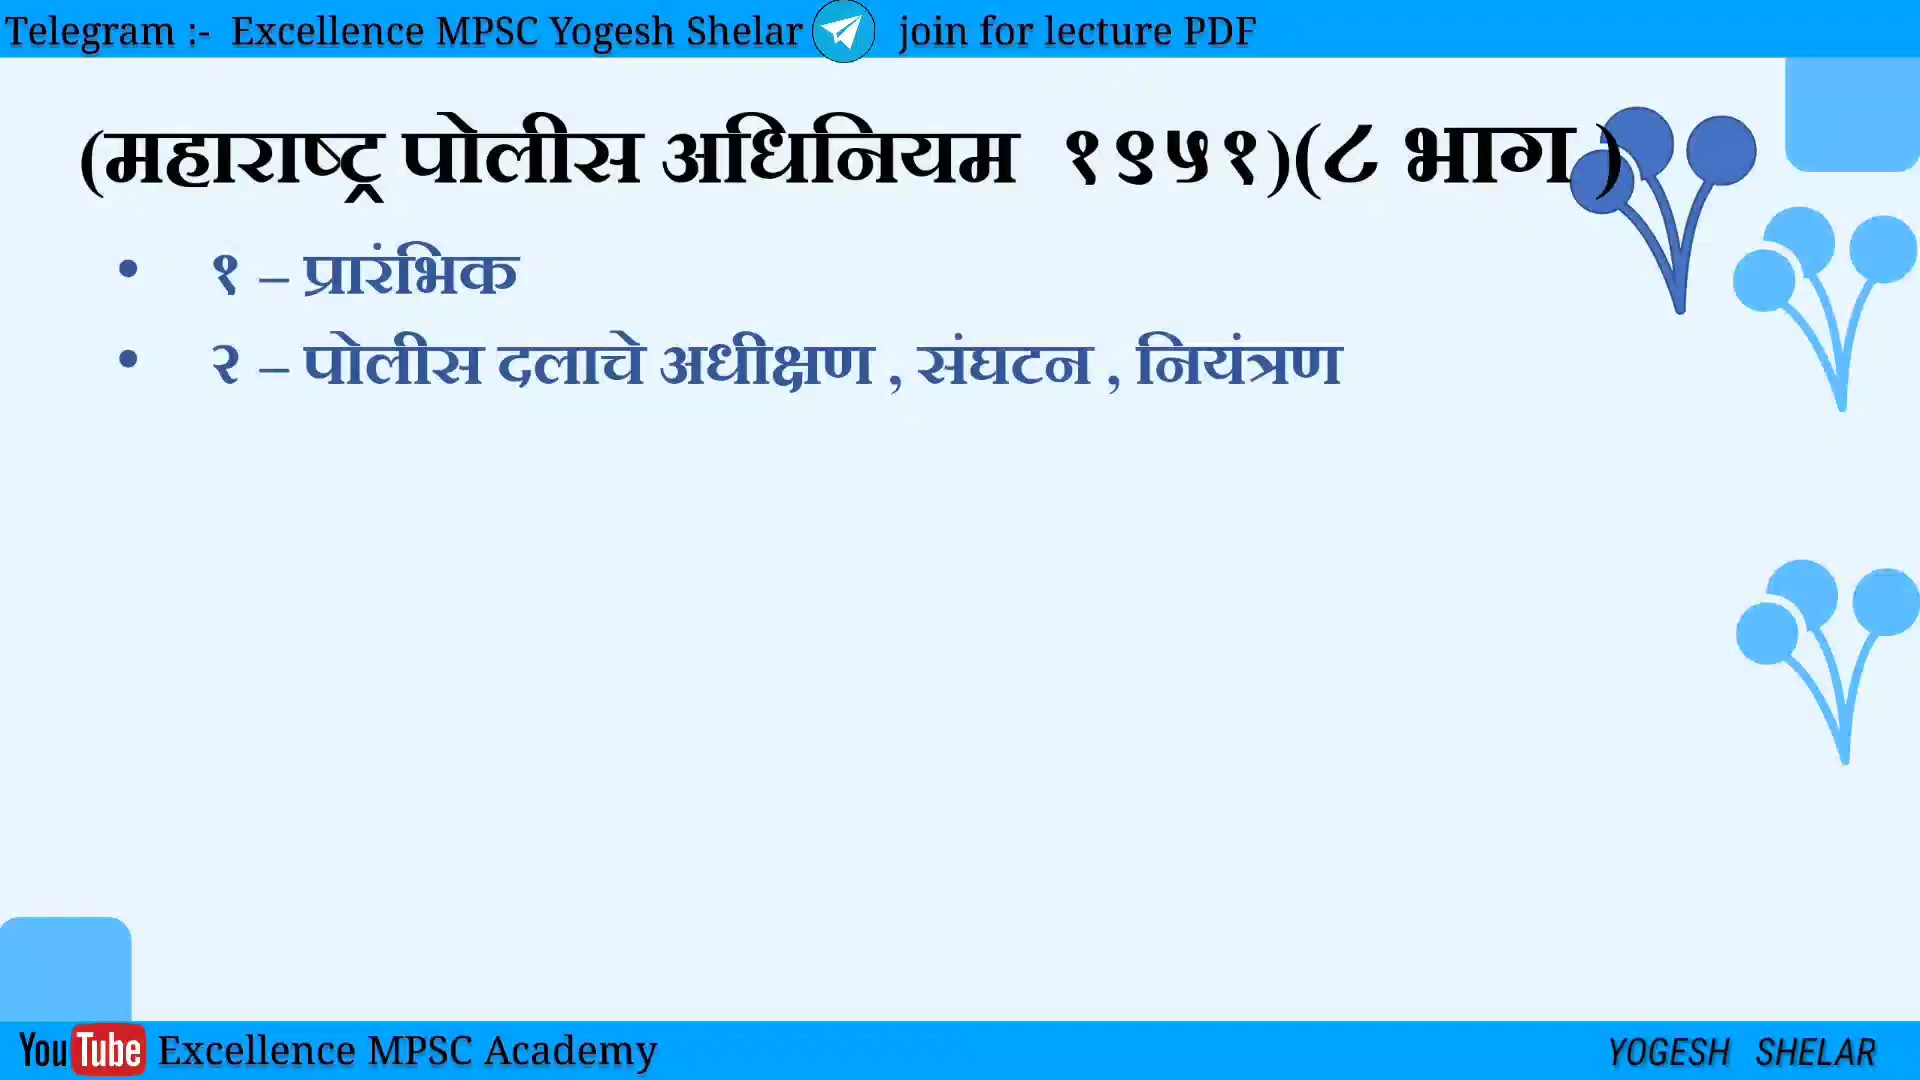 Telegram :- Excellence MPSC Yogesh Shelar join for lecture PDF
(महाराष्ट्र पोलीस अधिनियम १९५१)(८ भाग )
• १ – प्रारंभिक
• २ – पोलीस दलाचे अधीक्षण , संघटन , नियंत्रण
YouTube Excellence MPSC Academy
YOGESH SHELAR